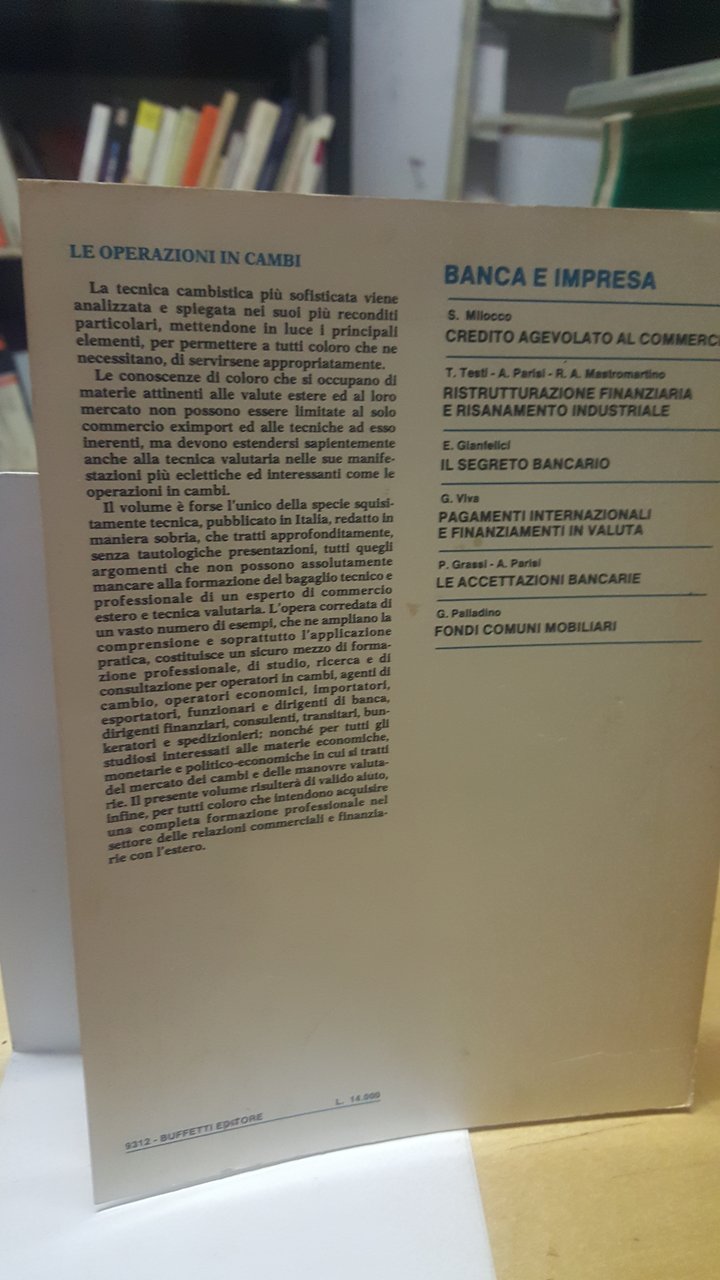 LE OPERAZIONI IN CAMBI
La tecnica cambistica più sofisticata viene
analizzata e spiegata nei suoi più reconditi
particolari, mettendone in luce i principali
elementi, per permettere a tutti coloro che ne
necessitano, di servirsene appropriatamente.
Le conoscenze di coloro che si occupano di
materie attinenti alle valute estere ed al loro
mercato non possono essere limitate al solo
commercio eximport ed alle tecniche ad esso
inerenti, ma devono estendersi sapientemente
anche alla tecnica valutaria nelle sue manife-
stazioni più eclettiche ed interessanti come le
operazioni in cambi.
Il volume è forse l'unico della specie squisi-
tamente tecnica, pubblicato in Italia, redatto in
maniera sobria, che tratti approfonditamente,
senza tautologiche presentazioni, tutti quegli
argomenti che non possono assolutamente
mancare alla formazione del bagaglio tecnico e
professionale di un esperto di commercio
estero e tecnica valutaria. L'opera corredata di
un vasto numero di esempi, che ne ampliano la
comprensione e soprattutto l'applicazione
pratica, costituisce un sicuro mezzo di forma-
zione professionale, di studio, ricerca e di
consultazione per operatori in cambi, agenti di
cambio, operatori economici, importatori,
esportatori, funzionari e dirigenti di banca,
dirigenti finanziari, consulenti, transitari, bun-
keratori e spedizionieri; nonché per tutti gli
studiosi interessati alle materie economiche,
monetarie e politico-economiche in cui si tratti
del mercato dei cambi e delle manovre valuta-
rie. Il presente volume risulterà di valido aiuto,
infine, per tutti coloro che intendono acquisire
una completa formazione professionale nel
settore delle relazioni commerciali e finanzia-
rie con l'estero.
9312 - BUFFETTI EDITORE
L. 14.000
BANCA E IMPRESA
S. Milocco
CREDITO AGEVOLATO AL COMMERC
T. Testi - A. Parisi - R. A. Mastromartino
RISTRUTTURAZIONE FINANZIARIA
E RISANAMENTO INDUSTRIALE
E. Gianfelici
IL SEGRETO BANCARIO
G. Viva
PAGAMENTI INTERNAZIONALI
E FINANZIAMENTI IN VALUTA
P. Grassi - A. Parisi
LE ACCETTAZIONI BANCARIE
G. Palladino
FONDI COMUNI MOBILIARI